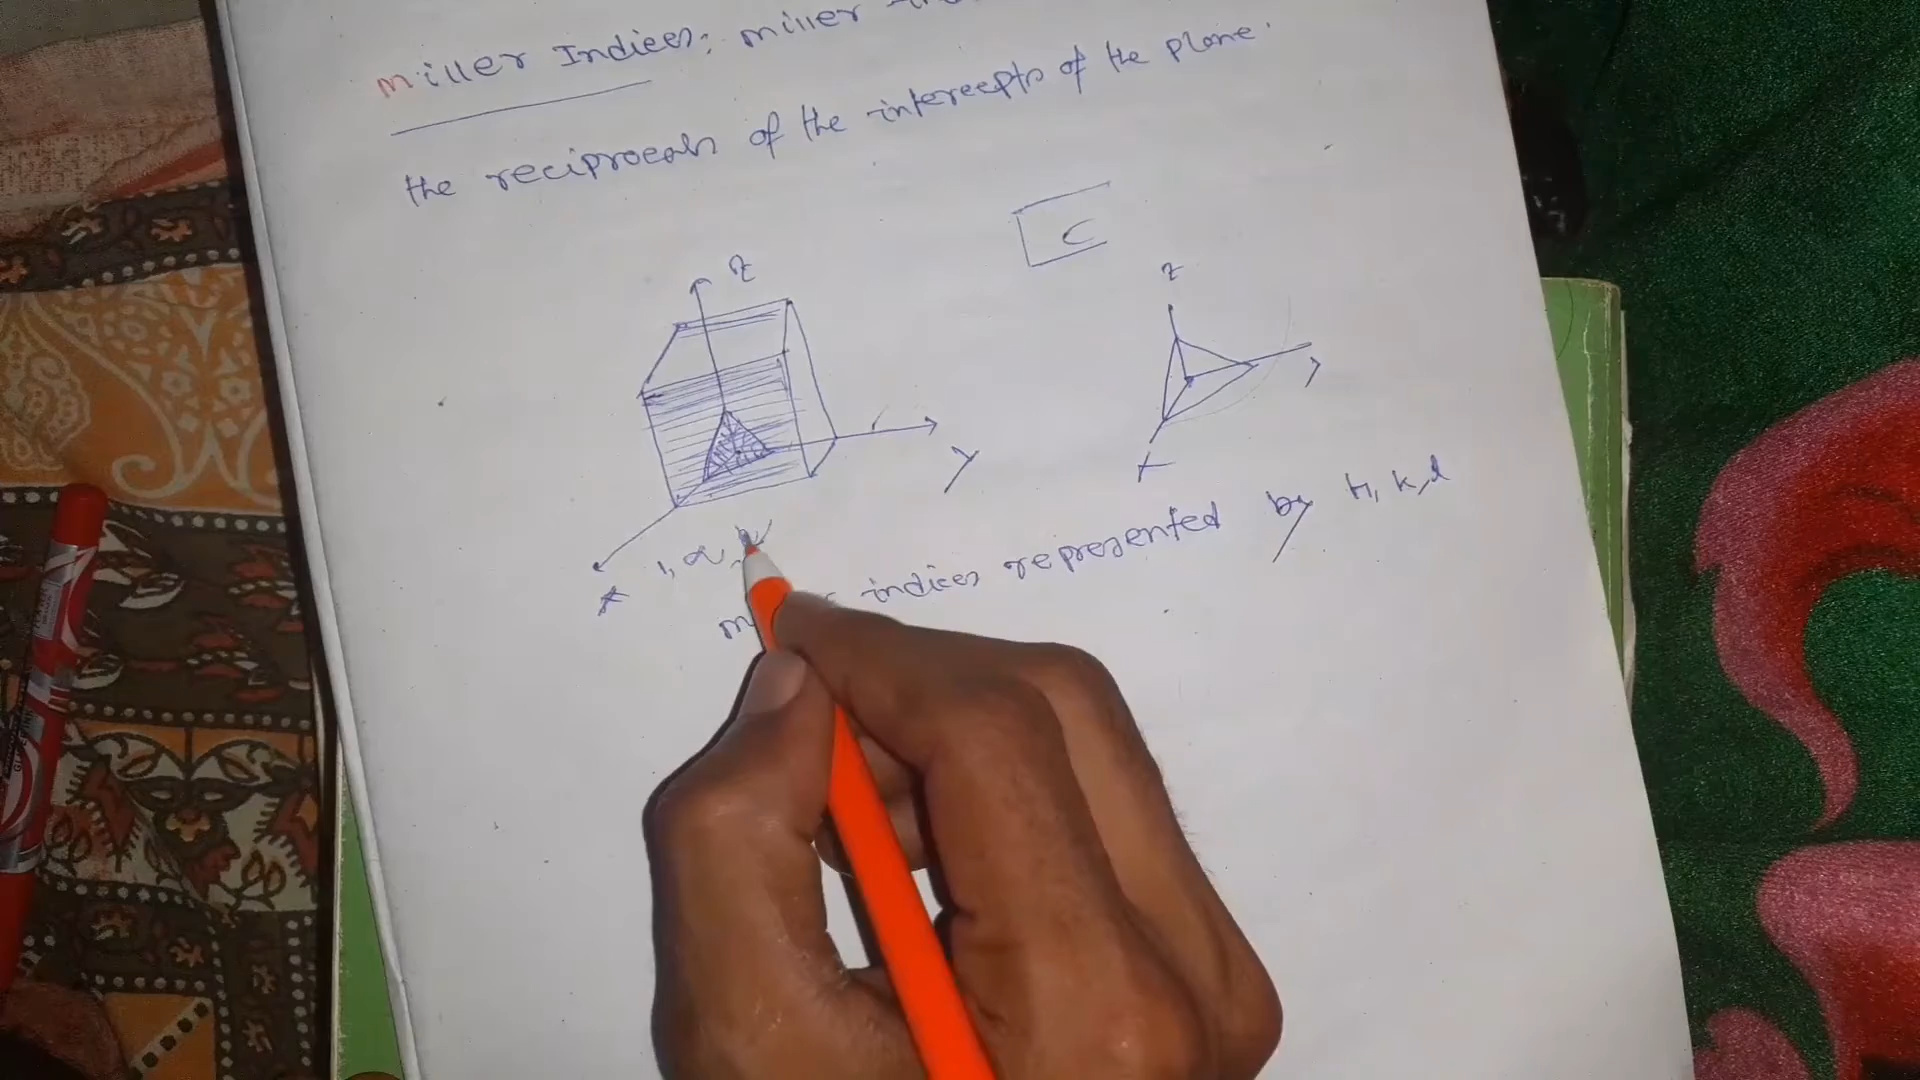 Miller Indices; miller
the reciprocals of the intercepts of the plane.
C
z
z
y
y
x
1, α,
x
indices represented by H, K, l